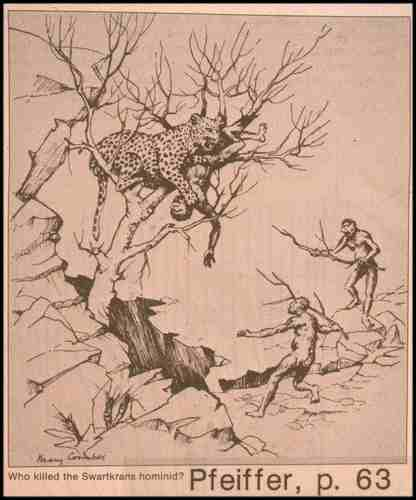 Who killed the Swartkrans hominid?
Pfeiffer, p. 63